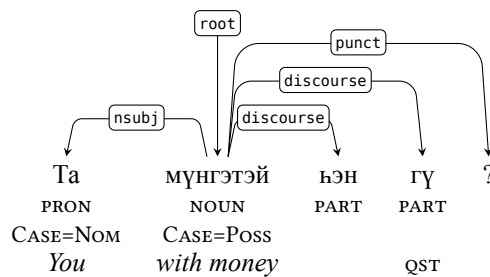 root
punct
discourse
nsubj discourse
Та мүнгэтэй һэн гү ?
PRON NOUN PART PART
CASE=NOM CASE=POSS
You with money QST